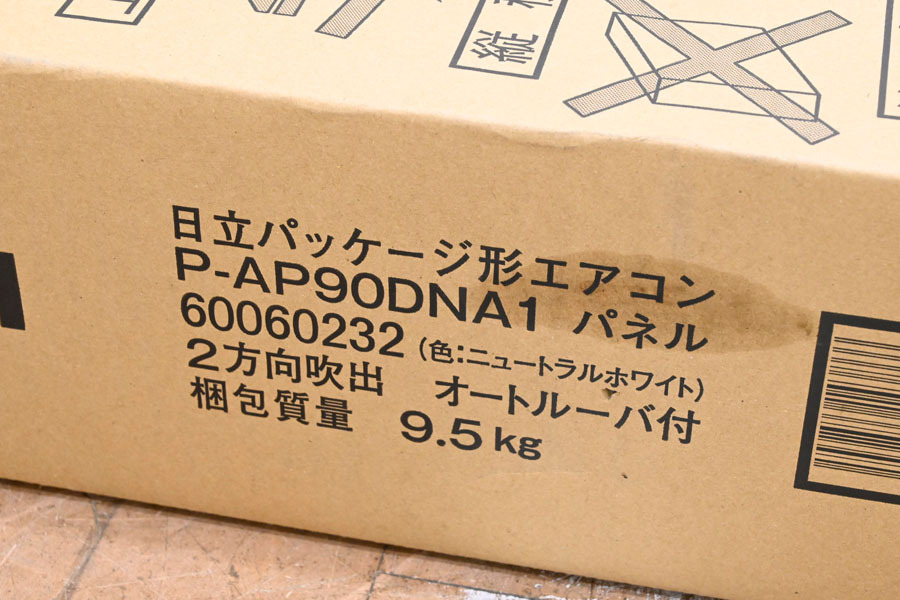 縦
日立パッケージ形エアコン
P-AP90DNA1 パネル
60060232 (色:ニュートラルホワイト)
2方向吹出 オートルーバ付
梱包質量 9.5kg